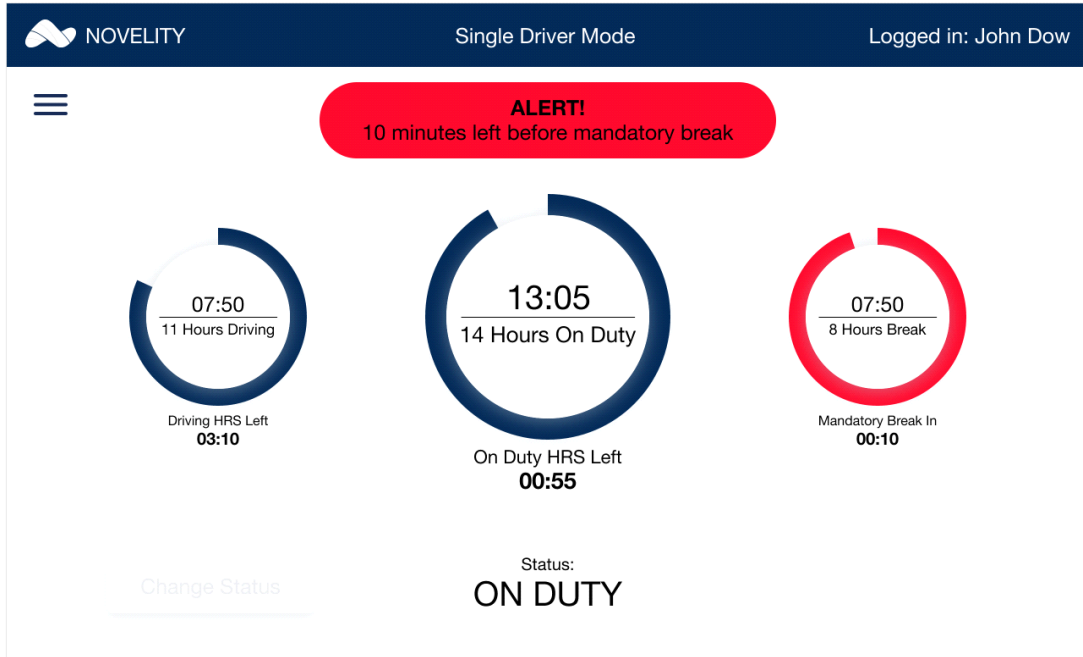 NOVELITY
Single Driver Mode
Logged in: John Dow
ALERT!
10 minutes left before mandatory break
07:50
11 Hours Driving
Driving HRS Left
03:10
13:05
14 Hours On Duty
On Duty HRS Left
00:55
07:50
8 Hours Break
Mandatory Break In
00:10
Change Status
Status:
ON DUTY